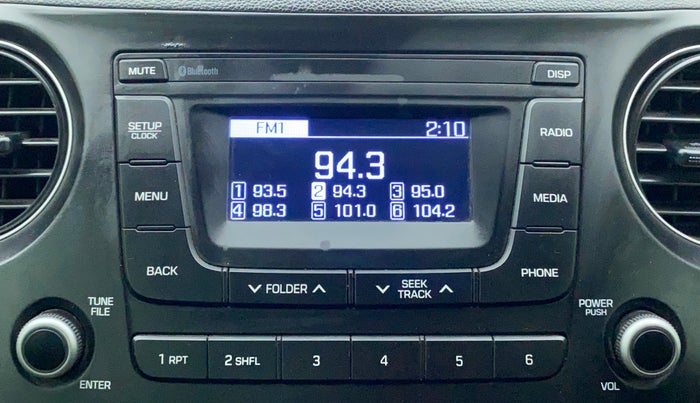 MUTE Bluetooth DISP
SETUP
CLOCK
FM1 2:10
RADIO
94.3
MENU
1 93.5 2 94.3 3 95.0
4 98.3 5 101.0 6 104.2
MEDIA
BACK
FOLDER
SEEK
TRACK
PHONE
TUNE
FILE
POWER
PUSH
1 RPT 2 SHFL 3 4 5 6
ENTER
VOL